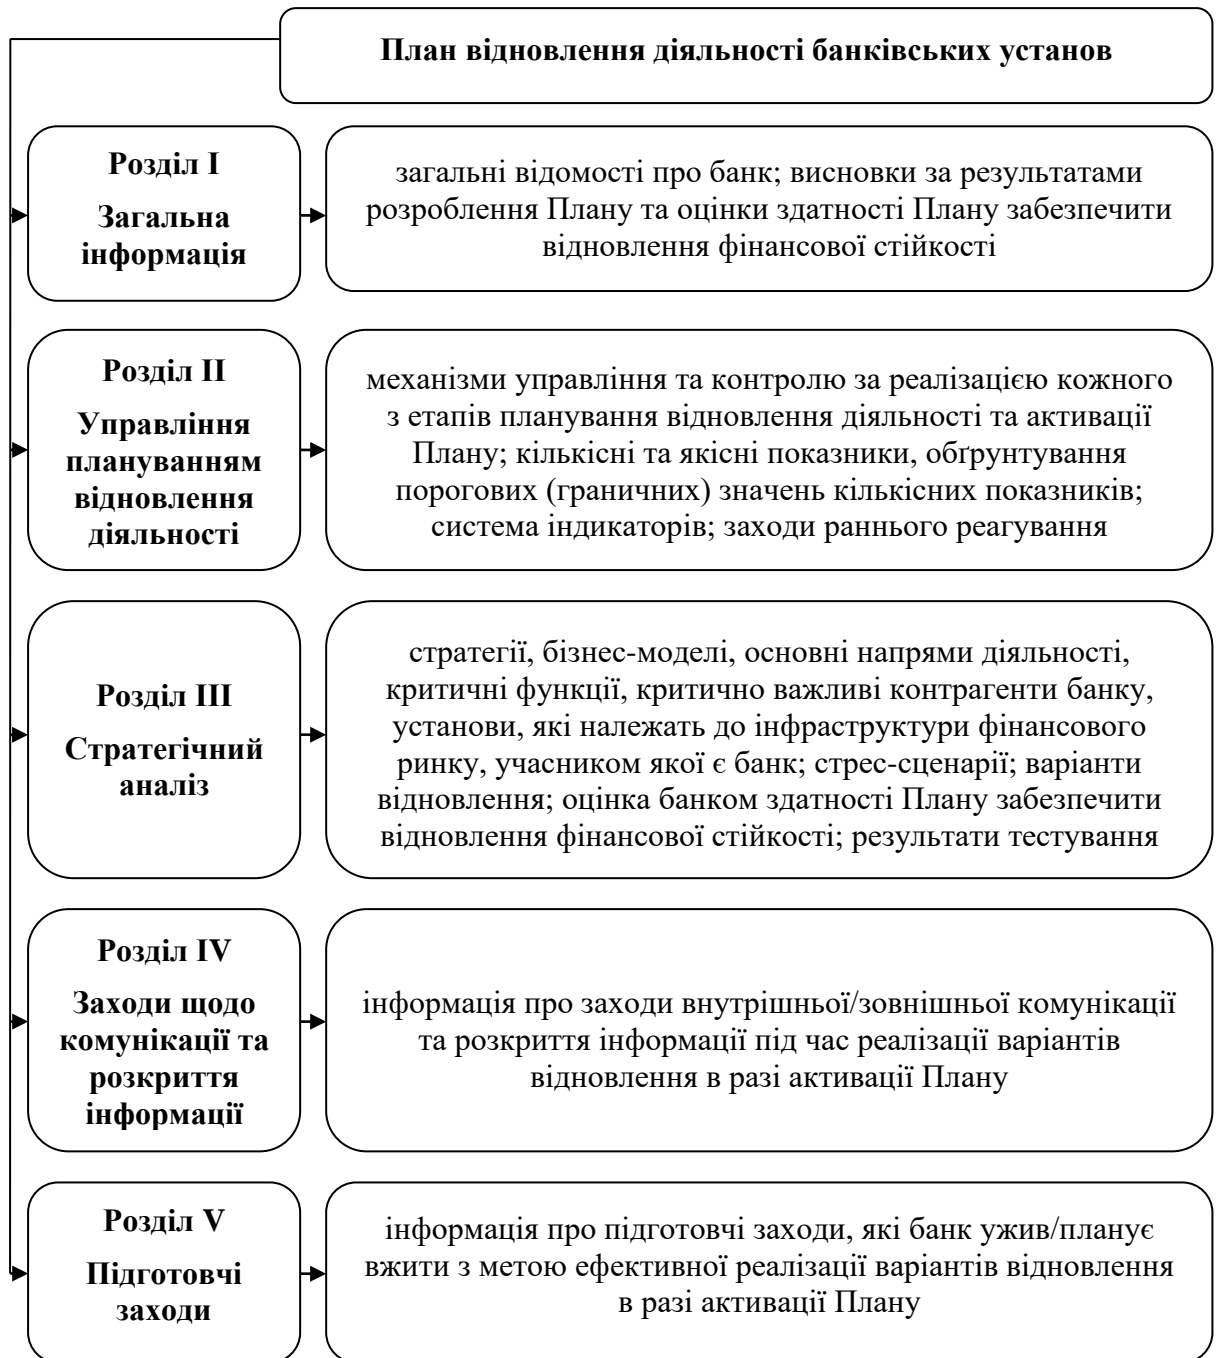 План відновлення діяльності банківських установ
Розділ І
Загальна
інформація
загальні відомості про банк; висновки за результатами
розроблення Плану та оцінки здатності Плану забезпечити
відновлення фінансової стійкості
Розділ ІІ
Управління
плануванням
відновлення
діяльності
механізми управління та контролю за реалізацією кожного
з етапів планування відновлення діяльності та активації
Плану; кількісні та якісні показники, обґрунтування
порогових (граничних) значень кількісних показників;
система індикаторів; заходи раннього реагування
Розділ ІІІ
Стратегічний
аналіз
стратегії, бізнес-моделі, основні напрями діяльності,
критичні функції, критично важливі контрагенти банку,
установи, які належать до інфраструктури фінансового
ринку, учасником якої є банк; стрес-сценарії; варіанти
відновлення; оцінка банком здатності Плану забезпечити
відновлення фінансової стійкості; результати тестування
Розділ IV
Заходи щодо
комунікації та
розкриття
інформації
інформація про заходи внутрішньої/зовнішньої комунікації
та розкриття інформації під час реалізації варіантів
відновлення в разі активації Плану
Розділ V
Підготовчі
заходи
інформація про підготовчі заходи, які банк ужив/планує
вжити з метою ефективної реалізації варіантів відновлення
в разі активації Плану